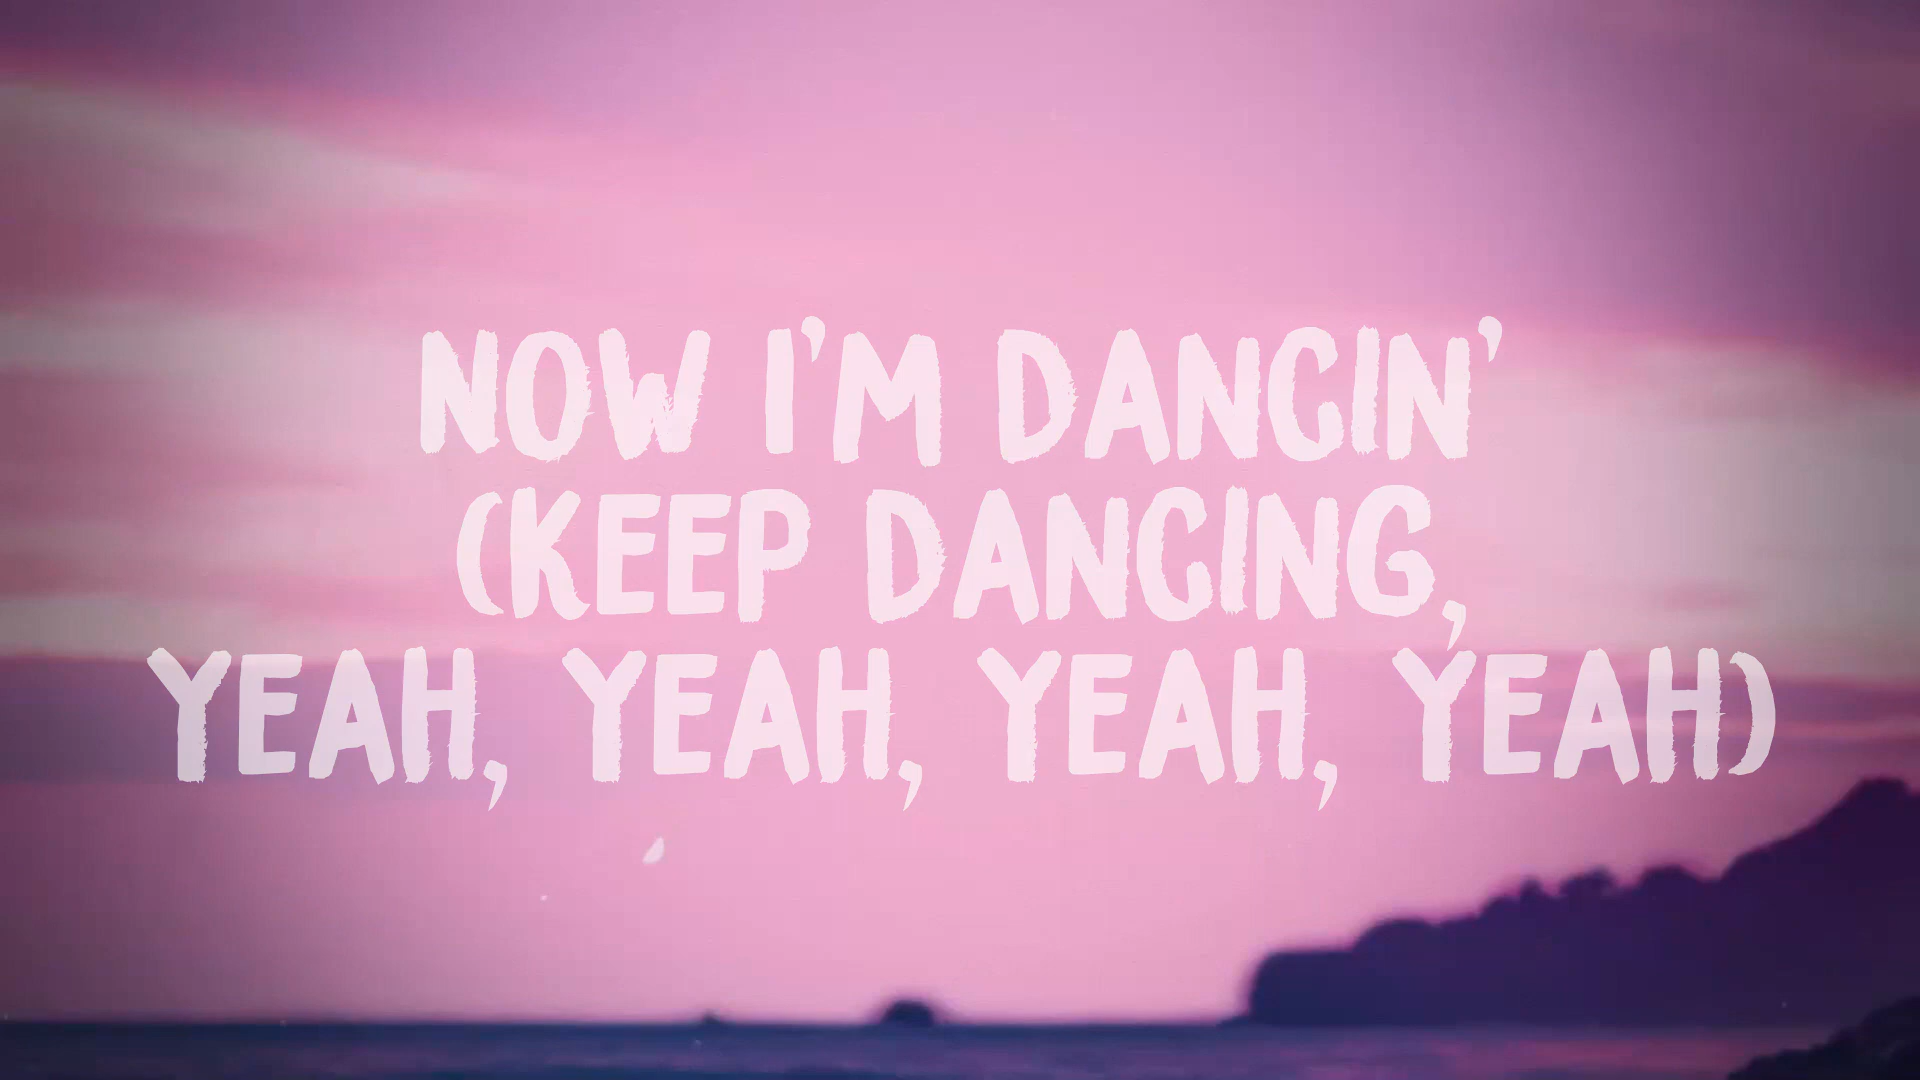 NOW I'M DANCIN'
(KEEP DANCING,
YEAH, YEAH, YEAH, YEAH)